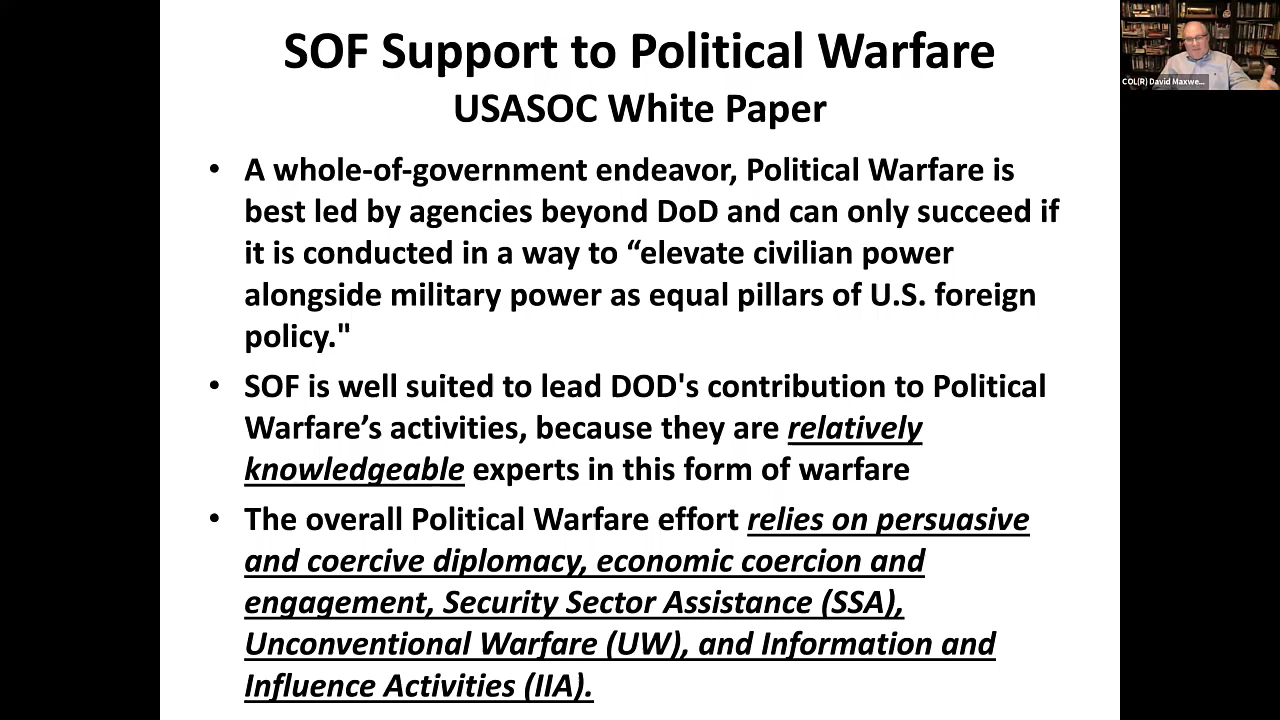 SOF Support to Political Warfare
USASOC White Paper
COL(R) David Maxwe...
• A whole-of-government endeavor, Political Warfare is
best led by agencies beyond DoD and can only succeed if
it is conducted in a way to “elevate civilian power
alongside military power as equal pillars of U.S. foreign
policy."
• SOF is well suited to lead DOD's contribution to Political
Warfare’s activities, because they are relatively
knowledgeable experts in this form of warfare
• The overall Political Warfare effort relies on persuasive
and coercive diplomacy, economic coercion and
engagement, Security Sector Assistance (SSA),
Unconventional Warfare (UW), and Information and
Influence Activities (IIA).